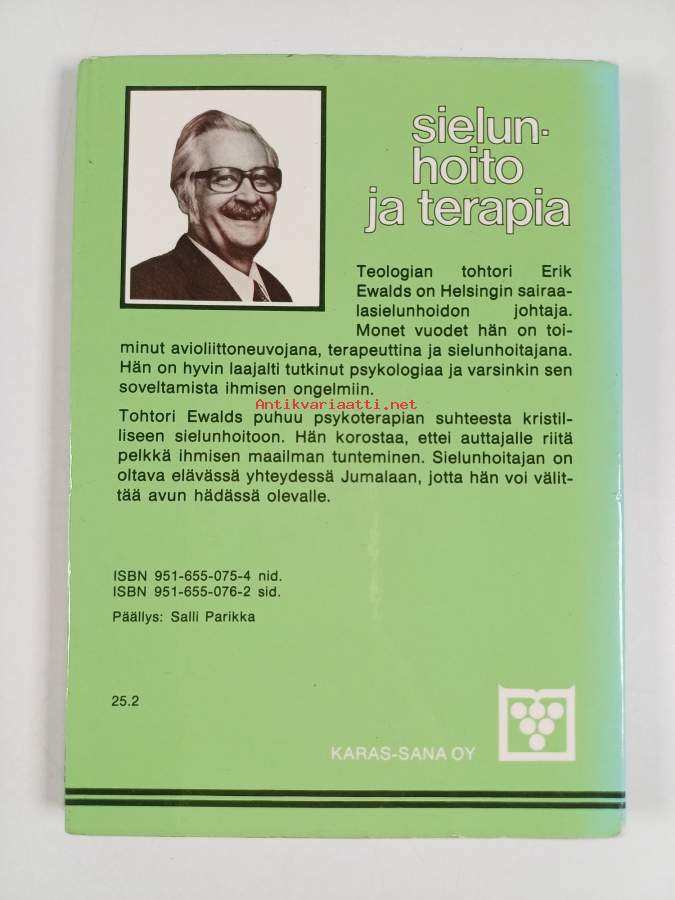 sielun-
hoito
ja terapia
Teologian tohtori Erik
Ewalds on Helsingin sairaa-
lasielunhoidon johtaja.
Monet vuodet hän on toi-
minut avioliittoneuvojana, terapeuttina ja sielunhoitajana.
Hän on hyvin laajalti tutkinut psykologiaa ja varsinkin sen
soveltamista ihmisen ongelmiin.
Antikvariaatti.net
Tohtori Ewalds puhuu psykoterapian suhteesta kristil-
liseen sielunhoitoon. Hän korostaa, ettei auttajalle riitä
pelkkä ihmisen maailman tunteminen. Sielunhoitajan on
oltava elävässä yhteydessä Jumalaan, jotta hän voi välit-
tää avun hädässä olevalle.
ISBN 951-655-075-4 nid.
ISBN 951-655-076-2 sid.
Päällys: Salli Parikka
25.2
KARAS-SANA OY